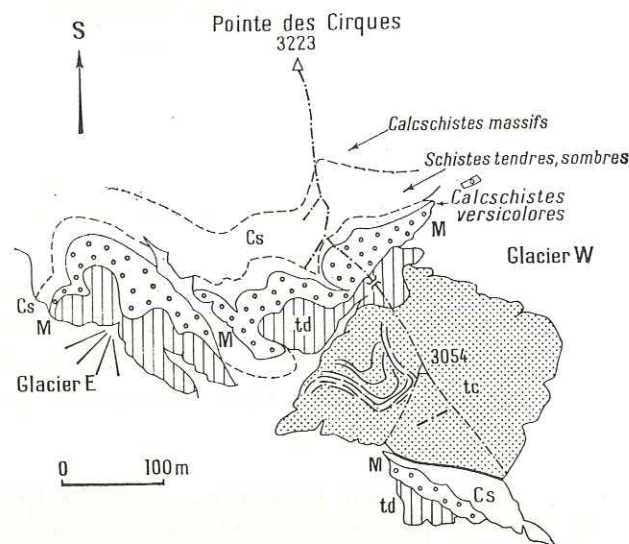 Pointe des Cirques
3223
S
Calcschistes massifs
Schistes tendres, sombres
Calcschistes
versicolores
Cs
M
Glacier W
Cs
M
M
td
3054
tc
Glacier E
0 100 m
M
Cs
td